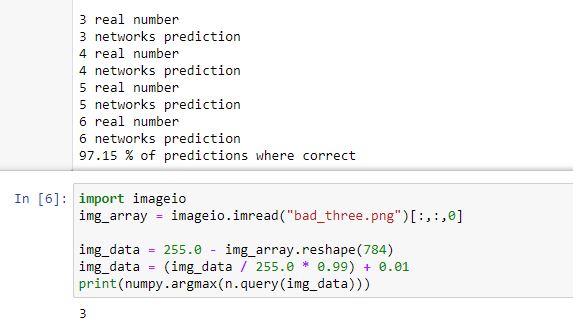 3 real number
3 networks prediction
4 real number
4 networks prediction
5 real number
5 networks prediction
6 real number
6 networks prediction
97.15 % of predictions where correct
In [6]: import imageio
img_array = imageio.imread("bad_three.png")[:,:,0]
img_data = 255.0 - img_array.reshape(784)
img_data = (img_data / 255.0 * 0.99) + 0.01
print(numpy.argmax(n.query(img_data)))
3